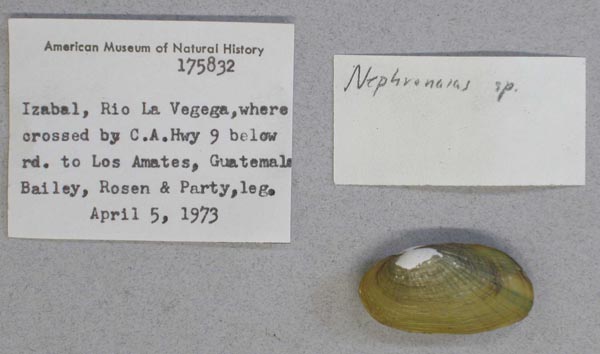 American Museum of Natural History
175832
Izabal, Rio La Vegega,where
crossed by C.A.Hwy 9 below
rd. to Los Amates, Guatemala
Bailey, Rosen & Party,leg.
April 5, 1973
Nephronaias sp.